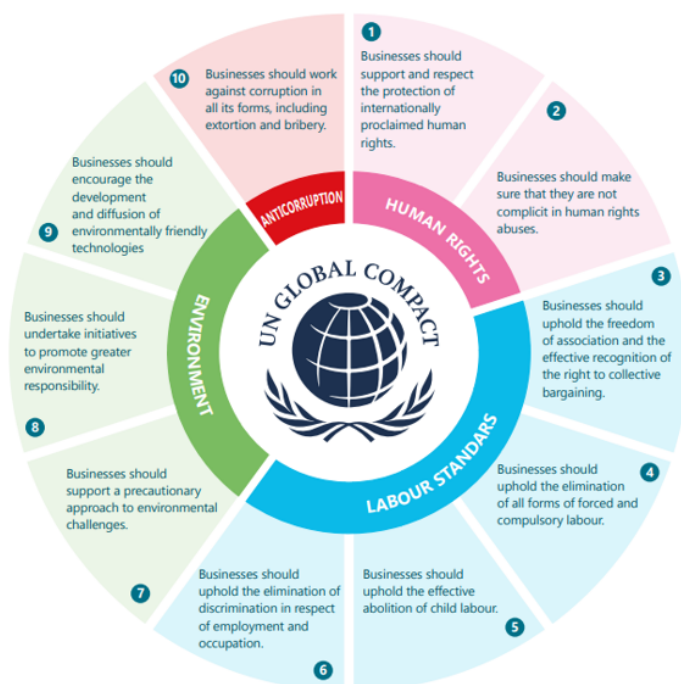 1
Businesses should
support and respect
the protection of
internationally
proclaimed human
rights.
2
Businesses should make
sure that they are not
complicit in human rights
abuses.
3
Businesses should
uphold the freedom
of association and the
effective recognition of
the right to collective
bargaining.
4
Businesses should
uphold the elimination
of all forms of forced and
compulsory labour.
5
Businesses should
uphold the effective
abolition of child labour.
6
Businesses should
uphold the elimination of
discrimination in respect
of employment and
occupation.
7
Businesses should
support a precautionary
approach to environmental
challenges.
8
Businesses should
undertake initiatives
to promote greater
environmental
responsibility.
9
Businesses should
encourage the
development
and diffusion of
environmentally friendly
technologies
10
Businesses should work
against corruption in
all its forms, including
extortion and bribery.
HUMAN RIGHTS
LABOUR STANDARS
ENVIRONMENT
ANTICORRUPTION
UN GLOBAL COMPACT